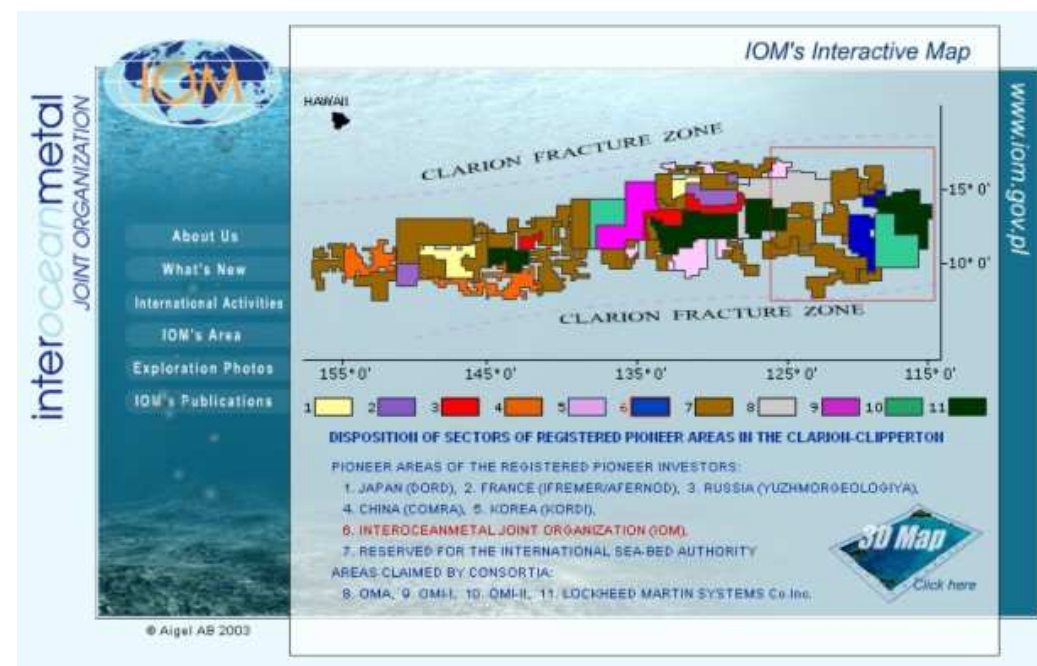 interoceanmetal
JOINT ORGANIZATION
IOM
About Us
What's New
International Activities
IOM's Area
Exploration Photos
IOM's Publications
© Aigel AB 2003
IOM's Interactive Map
www.iom.gov.pl
HAWAII
CLARION FRACTURE ZONE
15° 0'
10° 0'
CLARION FRACTURE ZONE
155° 0' 145° 0' 135° 0' 125° 0' 115° 0'
1 2 3 4 5 6 7 8 9 10 11
DISPOSITION OF SECTORS OF REGISTERED PIONEER AREAS IN THE CLARION-CLIPPERTON
PIONEER AREAS OF THE REGISTERED PIONEER INVESTORS:
1. JAPAN (DORD), 2. FRANCE (IFREMER/AFERNOD), 3. RUSSIA (YUZHMORGEOLOGIYA),
4. CHINA (COMRA), 5. KOREA (KORDI),
6. INTEROCEANMETAL JOINT ORGANIZATION (IOM),
7. RESERVED FOR THE INTERNATIONAL SEA-BED AUTHORITY
AREAS CLAIMED BY CONSORTIA:
8. OMA, 9. OMI-I, 10. OMI-II, 11. LOCKHEED MARTIN SYSTEMS Co Inc.
3D Map
Click here